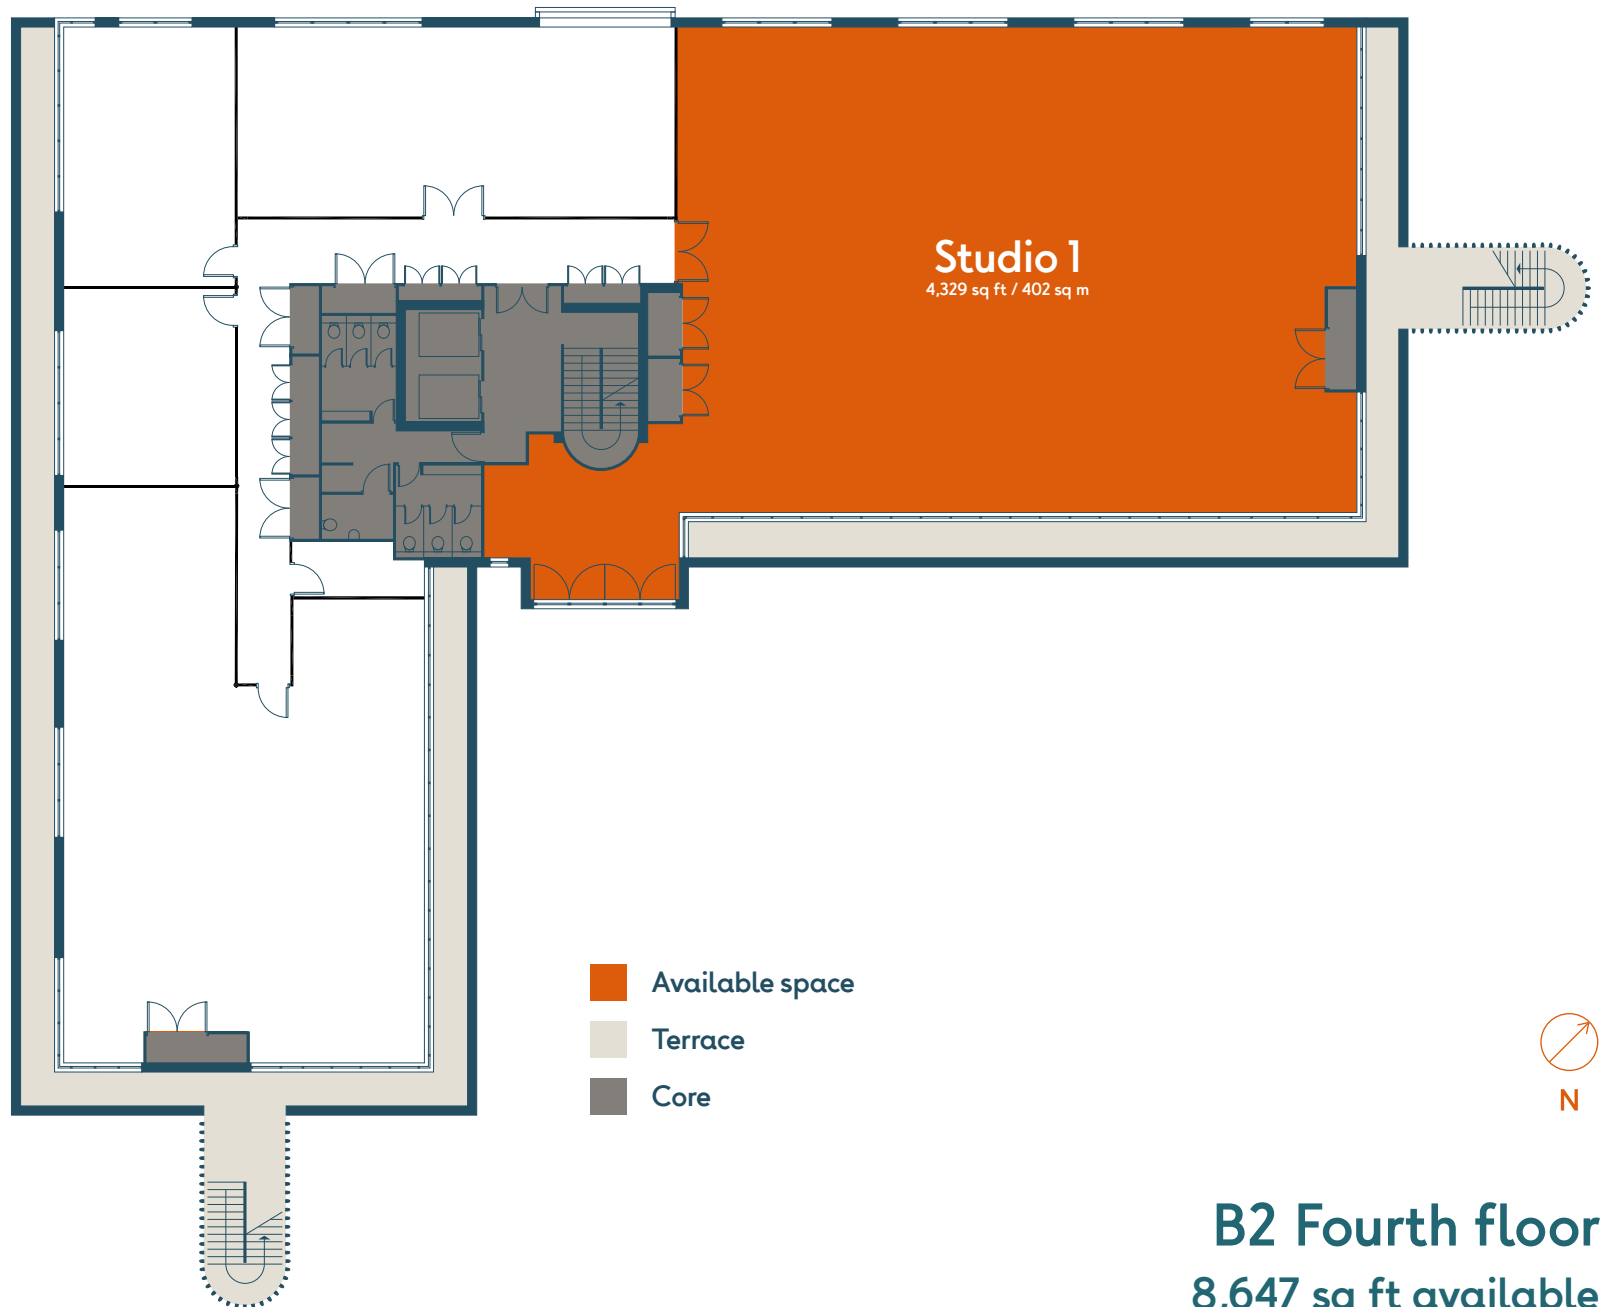 Studio 1
4,329 sq ft / 402 sq m
Available space
Terrace
Core
N
B2 Fourth floor
8,647 sq ft available